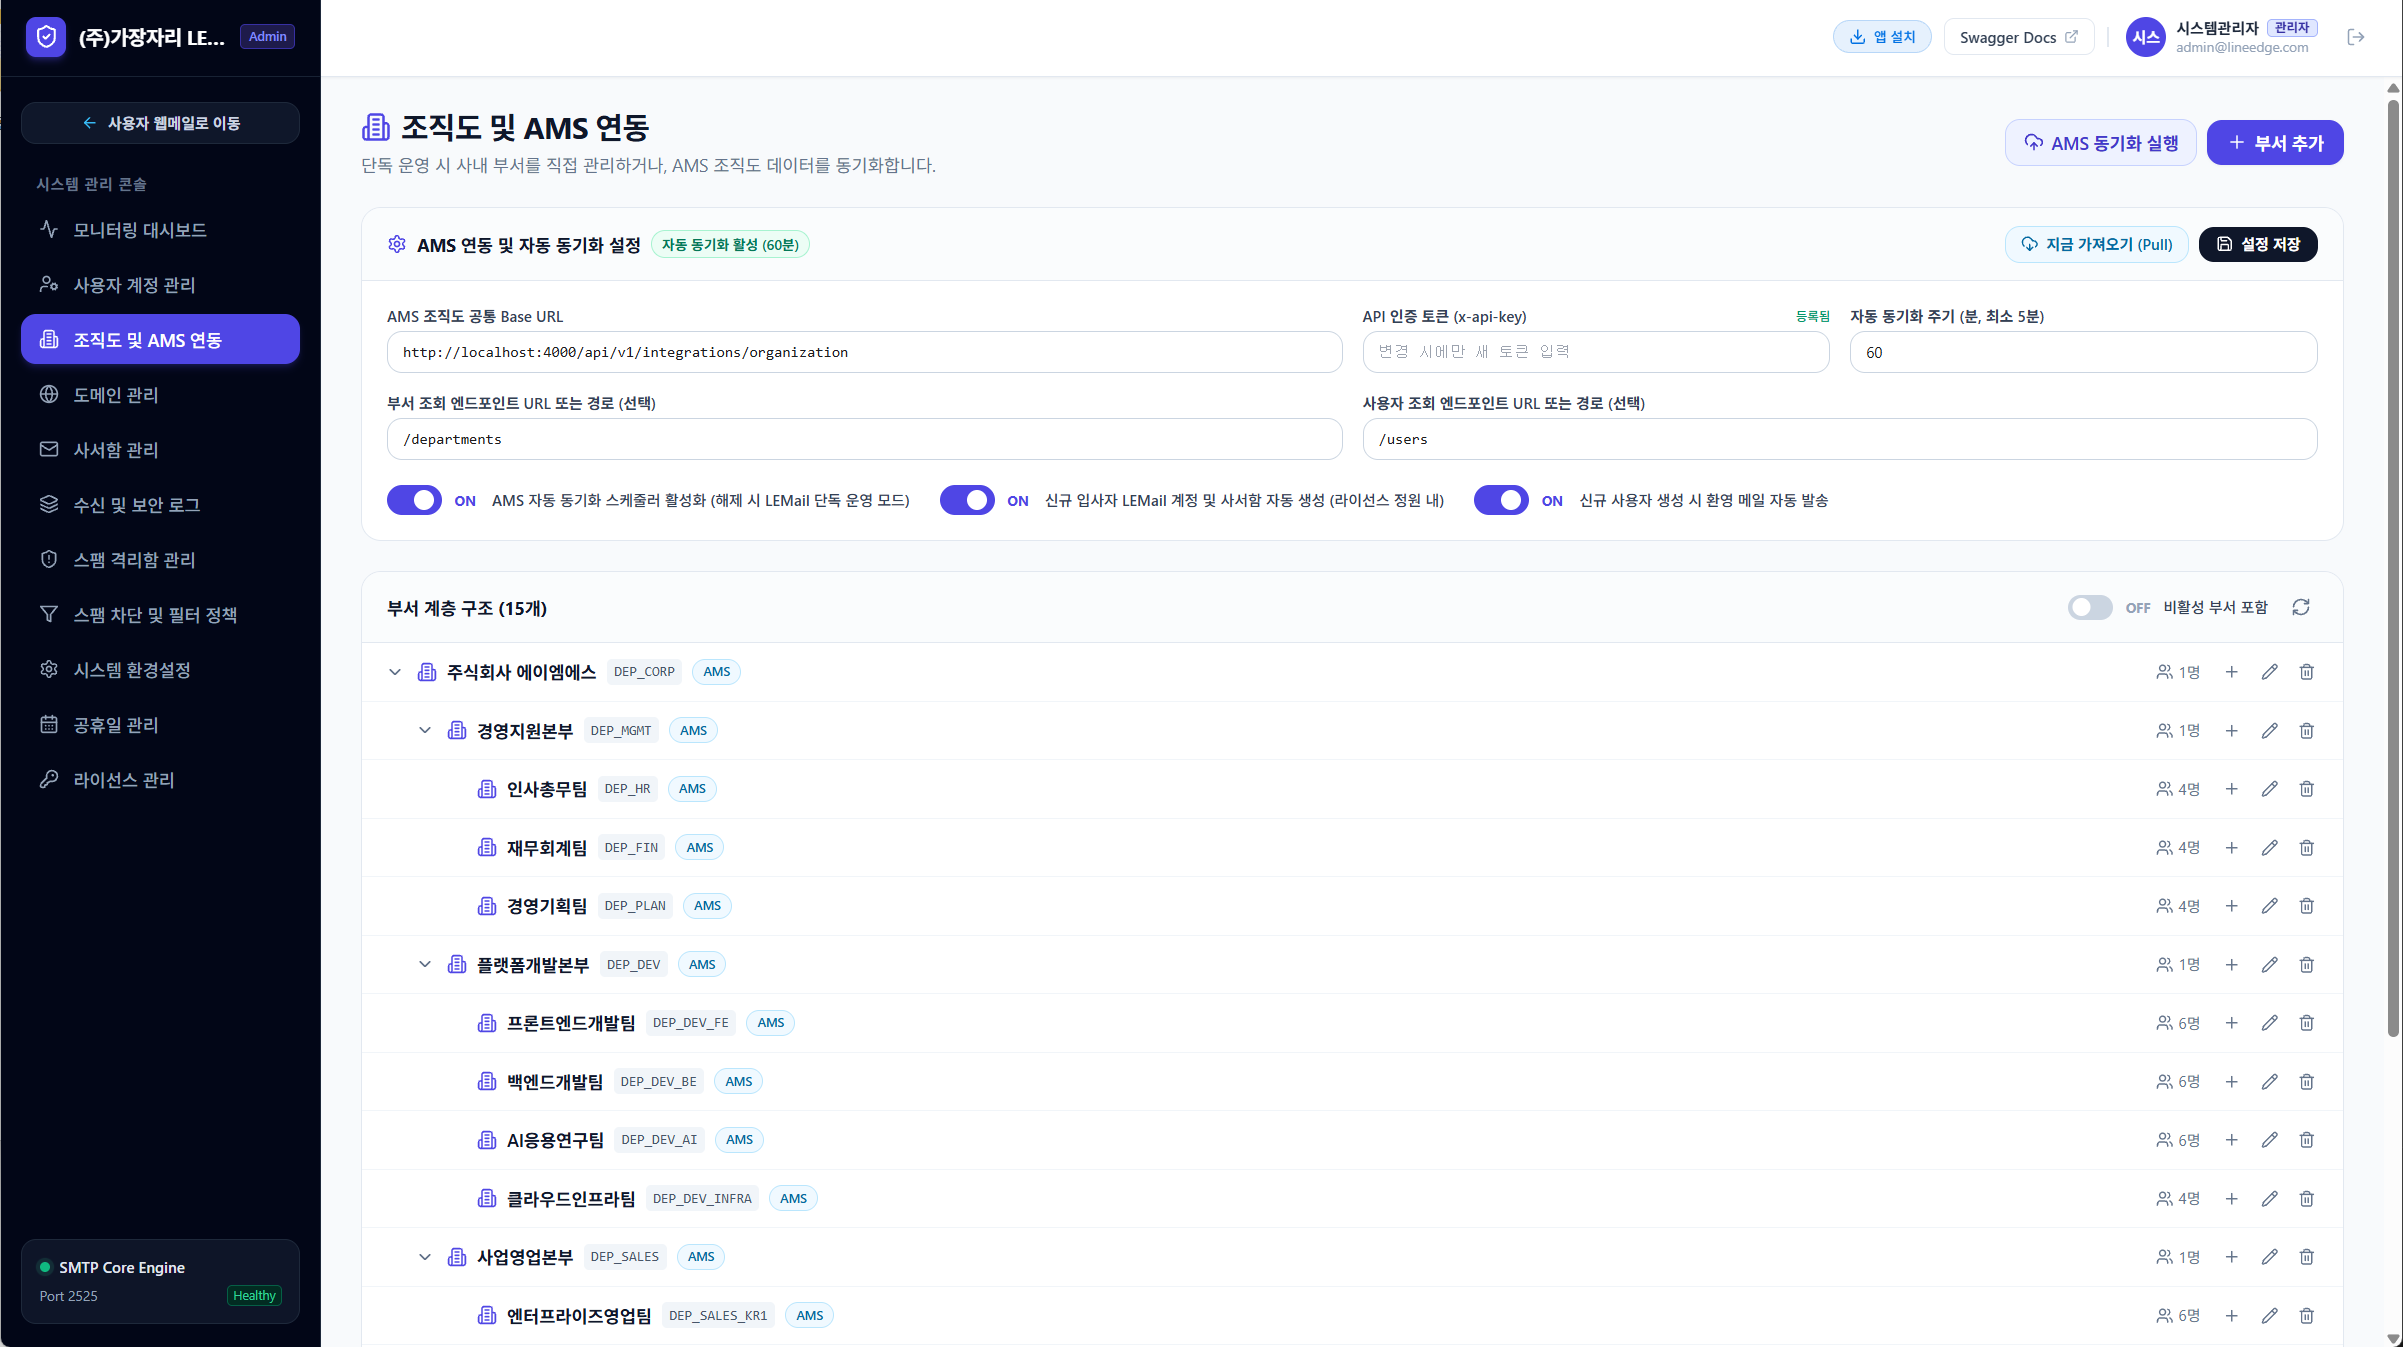 (주)가장자리 LE... Admin
사용자 웹메일로 이동
시스템 관리 콘솔
모니터링 대시보드
사용자 계정 관리
조직도 및 AMS 연동
도메인 관리
사서함 관리
수신 및 보안 로그
스팸 격리함 관리
스팸 차단 및 필터 정책
시스템 환경설정
공휴일 관리
라이선스 관리
SMTP Core Engine
Port 2525 Healthy
앱 설치 Swagger Docs 시스 시스템관리자 관리자
admin@lineedge.com
조직도 및 AMS 연동
단독 운영 시 사내 부서를 직접 관리하거나, AMS 조직도 데이터를 동기화합니다.
AMS 동기화 실행 부서 추가
AMS 연동 및 자동 동기화 설정 자동 동기화 활성 (60분) 지금 가져오기 (Pull) 설정 저장
AMS 조직도 공통 Base URL API 인증 토큰 (x-api-key) 등록됨 자동 동기화 주기 (분, 최소 5분)
http://localhost:4000/api/v1/integrations/organization 변경 시에만 새 토큰 입력 60
부서 조회 엔드포인트 URL 또는 경로 (선택) 사용자 조회 엔드포인트 URL 또는 경로 (선택)
/departments /users
ON AMS 자동 동기화 스케줄러 활성화 (해제 시 LEMail 단독 운영 모드) ON 신규 입사자 LEMail 계정 및 사서함 자동 생성 (라이선스 정원 내) ON 신규 사용자 생성 시 환영 메일 자동 발송
부서 계층 구조 (15개) OFF 비활성 부서 포함
주식회사 에이엠에스 DEP_CORP AMS 1명
경영지원본부 DEP_MGMT AMS 1명
인사총무팀 DEP_HR AMS 4명
재무회계팀 DEP_FIN AMS 4명
경영기획팀 DEP_PLAN AMS 4명
플랫폼개발본부 DEP_DEV AMS 1명
프론트엔드개발팀 DEP_DEV_FE AMS 6명
백엔드개발팀 DEP_DEV_BE AMS 6명
AI응용연구팀 DEP_DEV_AI AMS 6명
클라우드인프라팀 DEP_DEV_INFRA AMS 4명
사업영업본부 DEP_SALES AMS 1명
엔터프라이즈영업팀 DEP_SALES_KR1 AMS 6명